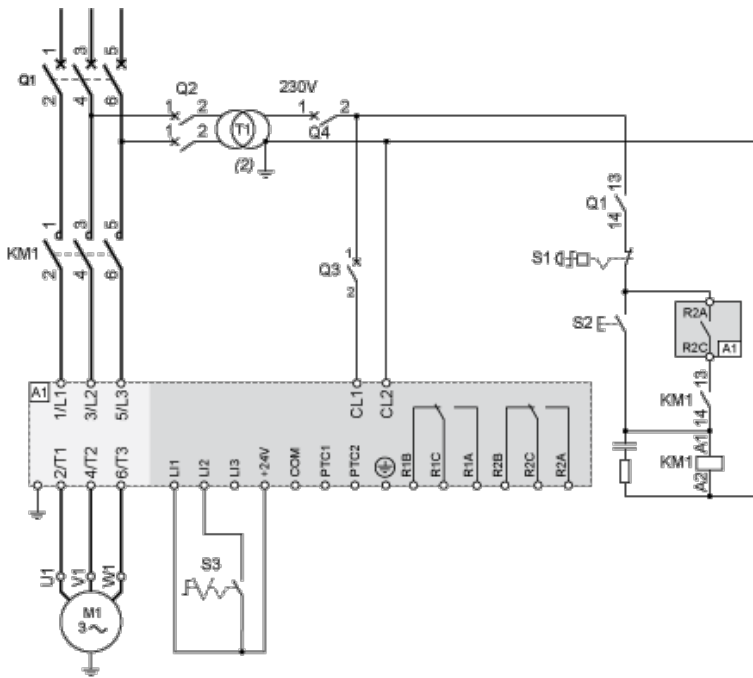 1 3 5
Q1
2 4 6
Q2
1 2
2
T1
(2)
230V
1 2
Q4
13
Q1
14
1 3 5
KM1
2 4 6
1
Q3
2
S1
S2
R2A
R2C A1
13
KM1
14
A1
KM1
A2
A1 1/L1 3/L2 5/L3 CL1 CL2
2/T1 4/T2 6/T3 LI1 LI2 LI3 +24V COM PTC1 PTC2 R1B R1C R1A R2B R2C R2A
S3
U1 V1 W1
M1
3